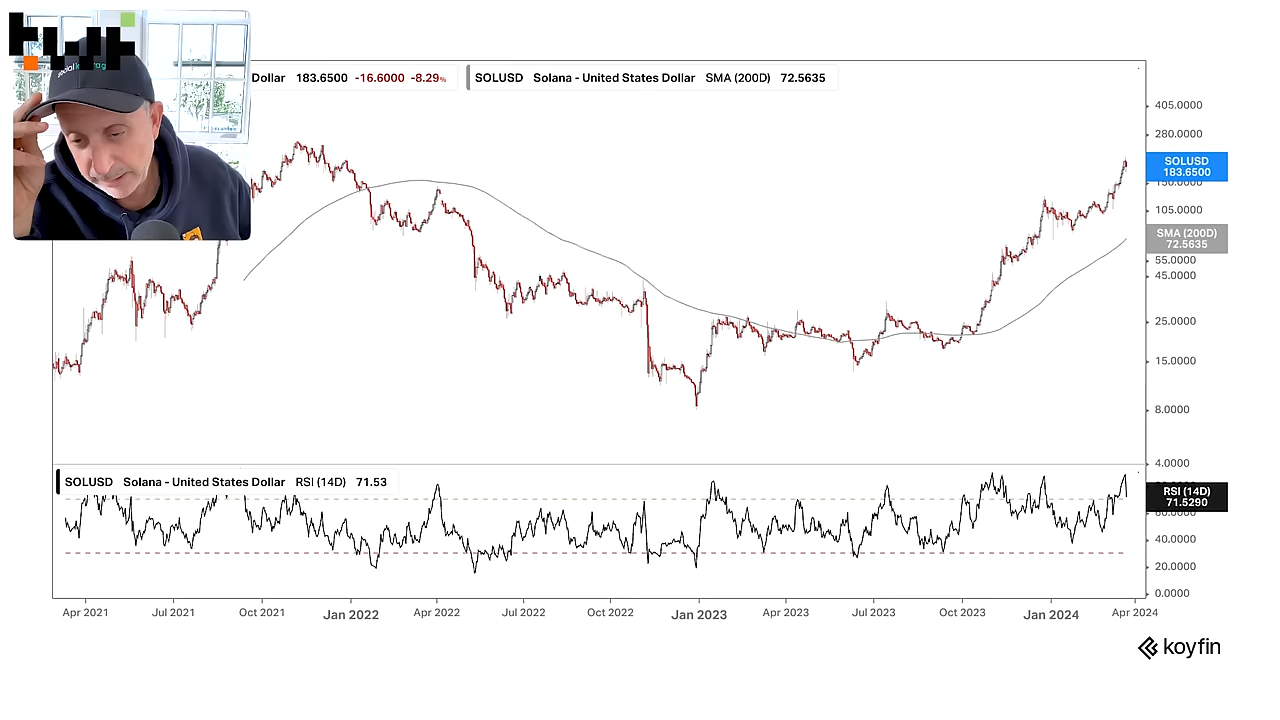 social leverage
Dollar 183.6500 -16.6000 -8.29%
SOLUSD Solana - United States Dollar SMA (200D) 72.5635
405.0000
280.0000
SOLUSD
183.6500
150.0000
105.0000
SMA (200D)
72.5635
55.0000
45.0000
25.0000
15.0000
8.0000
4.0000
SOLUSD Solana - United States Dollar RSI (14D) 71.53
RSI (14D)
71.5290
60.0000
40.0000
20.0000
0.0000
Apr 2021 Jul 2021 Oct 2021 Jan 2022 Apr 2022 Jul 2022 Oct 2022 Jan 2023 Apr 2023 Jul 2023 Oct 2023 Jan 2024 Apr 2024
koyfin